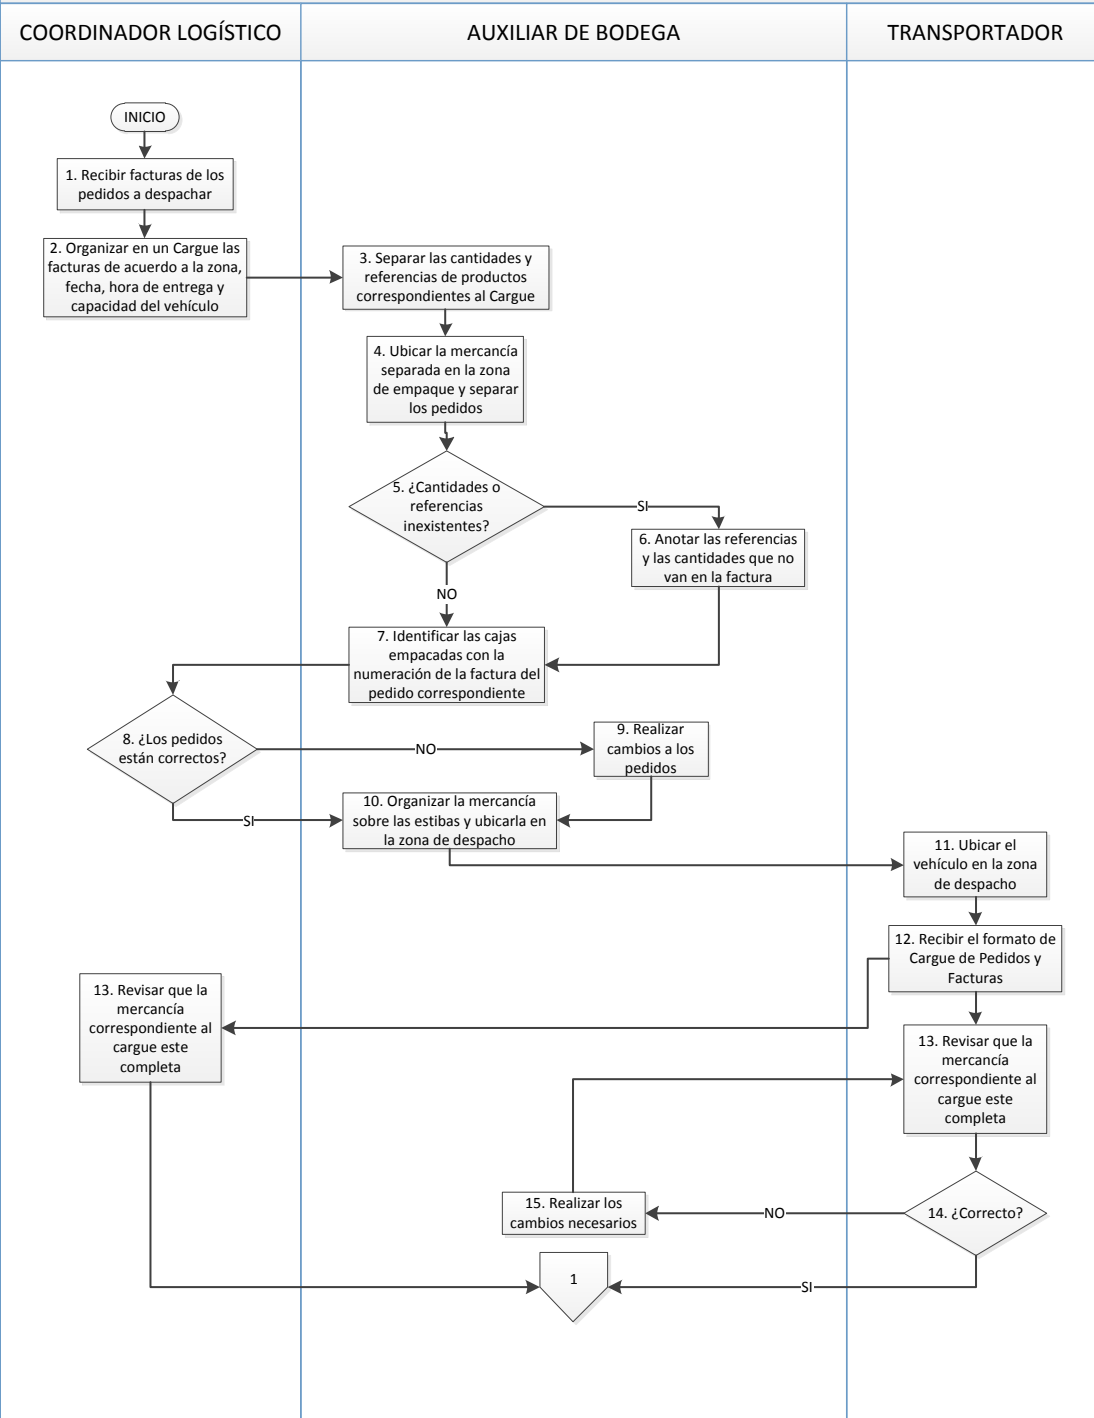 COORDINADOR LOGÍSTICO
AUXILIAR DE BODEGA
TRANSPORTADOR
INICIO
1. Recibir facturas de los
pedidos a despachar
2. Organizar en un Cargue las
facturas de acuerdo a la zona,
fecha, hora de entrega y
capacidad del vehículo
3. Separar las cantidades y
referencias de productos
correspondientes al Cargue
4. Ubicar la mercancía
separada en la zona
de empaque y separar
los pedidos
5. ¿Cantidades o
referencias
inexistentes?
SI
6. Anotar las referencias
y las cantidades que no
van en la factura
NO
7. Identificar las cajas
empacadas con la
numeración de la factura del
pedido correspondiente
8. ¿Los pedidos
están correctos?
NO
9. Realizar
cambios a los
pedidos
SI
10. Organizar la mercancía
sobre las estibas y ubicarla en
la zona de despacho
11. Ubicar el
vehículo en la zona
de despacho
12. Recibir el formato de
Cargue de Pedidos y
Facturas
13. Revisar que la
mercancía
correspondiente al
cargue este
completa
13. Revisar que la
mercancía
correspondiente al
cargue este
completa
14. ¿Correcto?
NO
15. Realizar los
cambios necesarios
SI
1